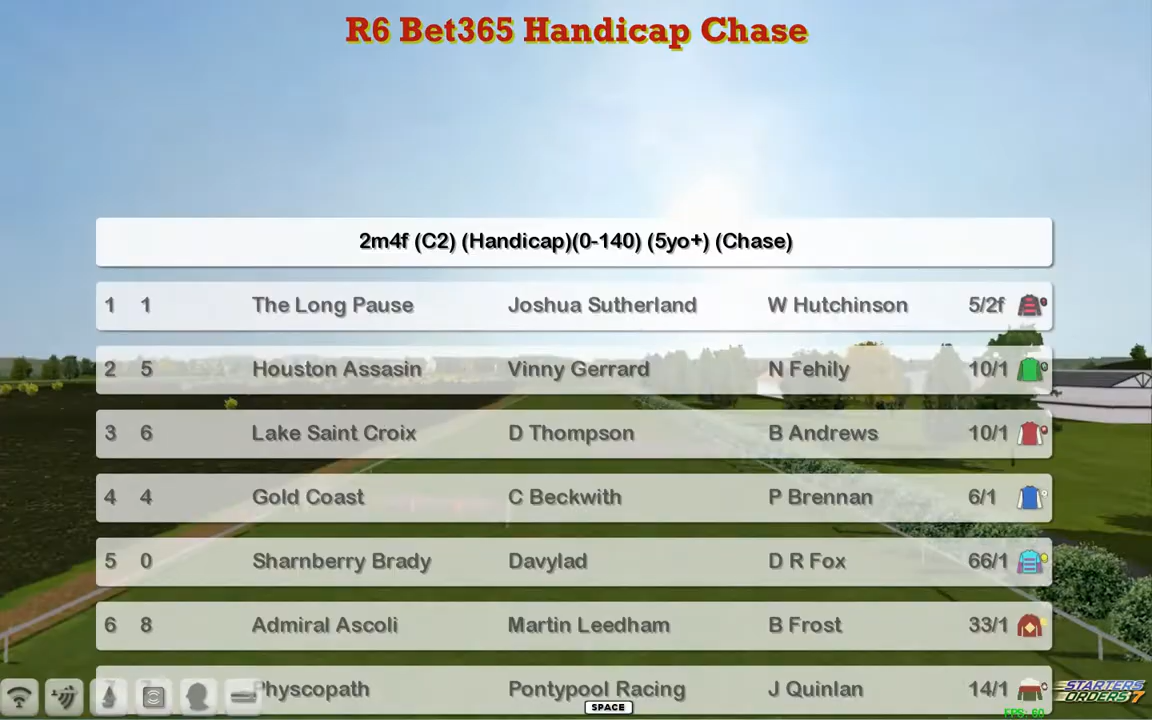 R6 Bet365 Handicap Chase
2m4f (C2) (Handicap)(0-140) (5yo+) (Chase)
1 1 The Long Pause Joshua Sutherland W Hutchinson 5/2f
2 5 Houston Assasin Vinny Gerrard N Fehily 10/1
3 6 Lake Saint Croix D Thompson B Andrews 10/1
4 4 Gold Coast C Beckwith P Brennan 6/1
5 0 Sharnberry Brady Davylad D R Fox 66/1
6 8 Admiral Ascoli Martin Leedham B Frost 33/1
Physcopath Pontypool Racing J Quinlan 14/1
SPACE
STARTERS ORDERS 7
FPS: 60